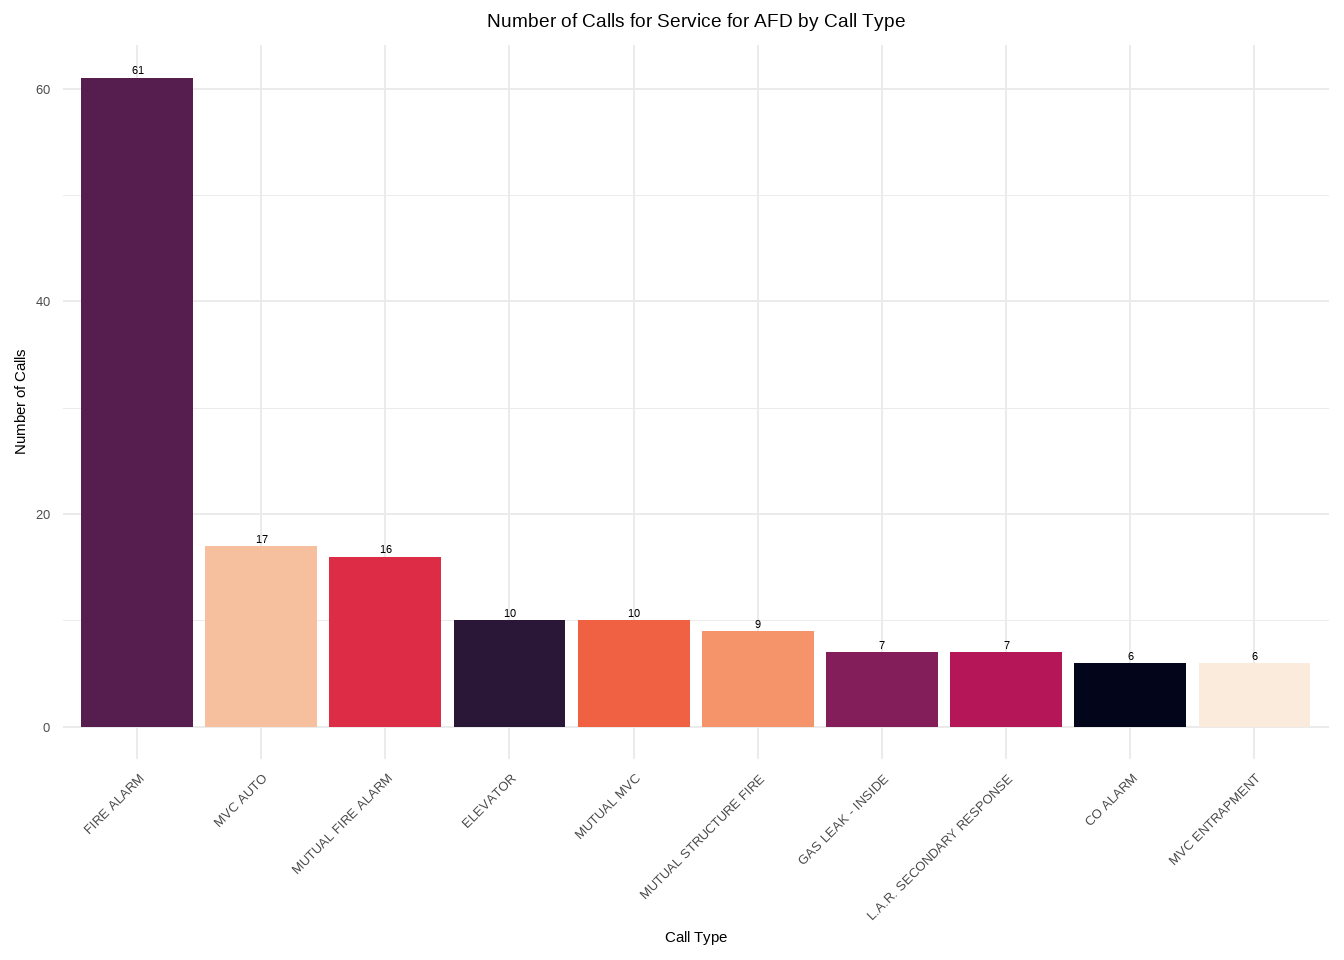 Number of Calls for Service for AFD by Call Type
Number of Calls
60
40
20
0
61
17
16
10
10
9
7
7
6
6
FIRE ALARM
MVC AUTO
MUTUAL FIRE ALARM
ELEVATOR
MUTUAL MVC
MUTUAL STRUCTURE FIRE
GAS LEAK - INSIDE
L.A.R. SECONDARY RESPONSE
CO ALARM
MVC ENTRAPMENT
Call Type